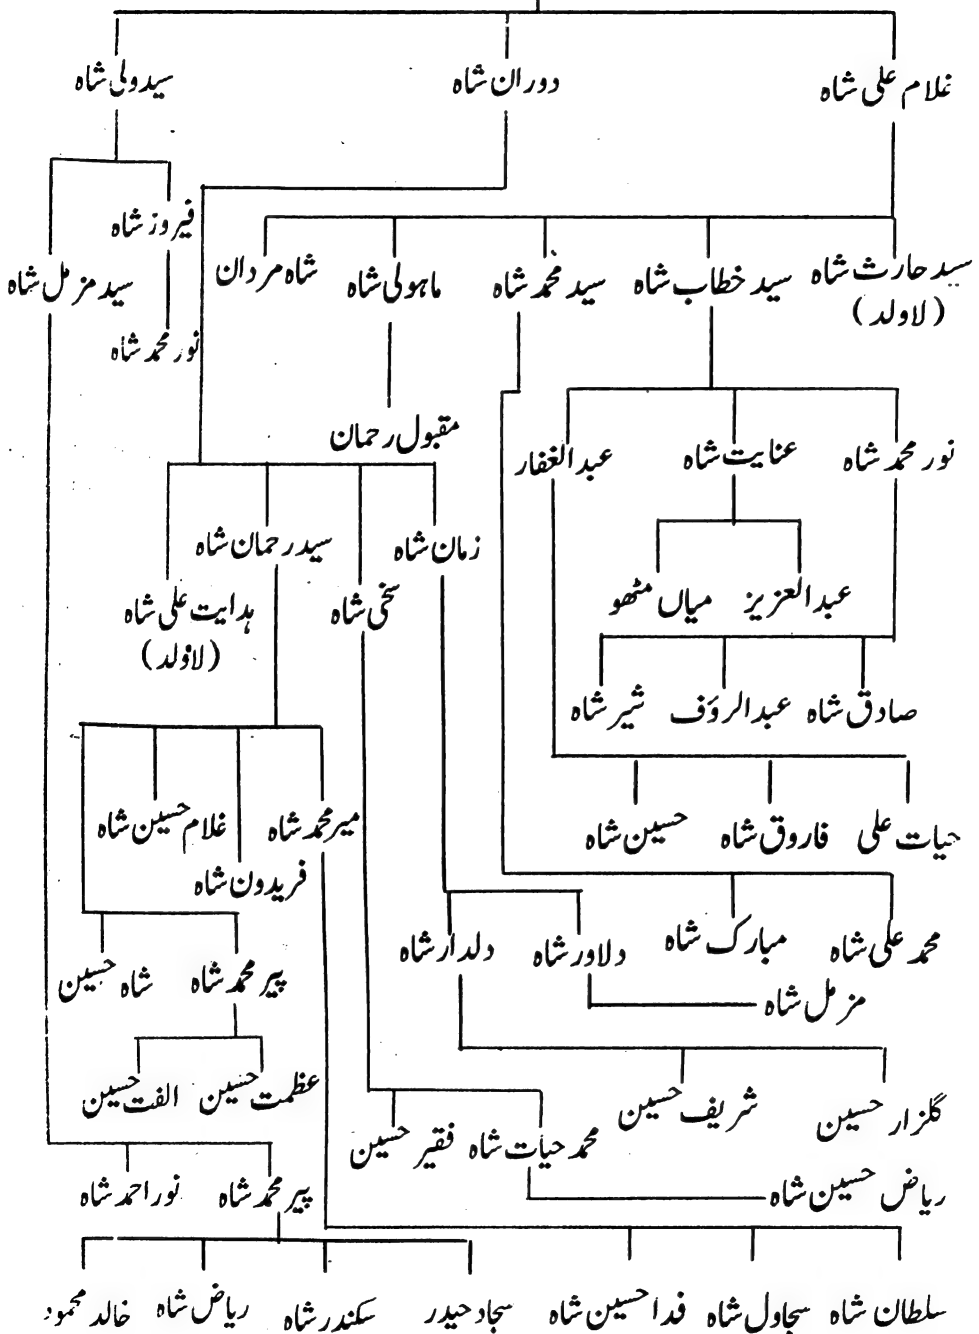 غلام علی شاہ دوران شاہ سید ولی شاہ
فیروز شاہ
سید حارث شاہ سید خطاب شاہ سید محمد شاہ ماہولی شاہ شاہ مردان سید مزمل شاہ
(لاولد)
نور محمد شاہ
مقبول رحمان
نور محمد شاہ عنایت شاہ عبدالغفار
زمان شاہ سید رحمان شاہ
عبدالعزیز میاں مٹھو سخی شاہ ہدایت علی شاہ
(لاولد)
صادق شاہ عبدالرؤف شیر شاہ
حیات علی فاروق شاہ حسین شاہ میر محمد شاہ غلام حسین شاہ
فریدون شاہ
محمد علی شاہ مبارک شاہ دلاور شاہ دلدار شاہ
پیر محمد شاہ شاہ حسین
مزمل شاہ
عظمت حسین الفت حسین
گلزار حسین شریف حسین
محمد حیات شاہ فقیر حسین
ریاض حسین شاہ پیر محمد شاہ نور احمد شاہ
سلطان شاہ سجاول شاہ فدا حسین شاہ سجاد حیدر سکندر شاہ ریاض شاہ خالد محمود